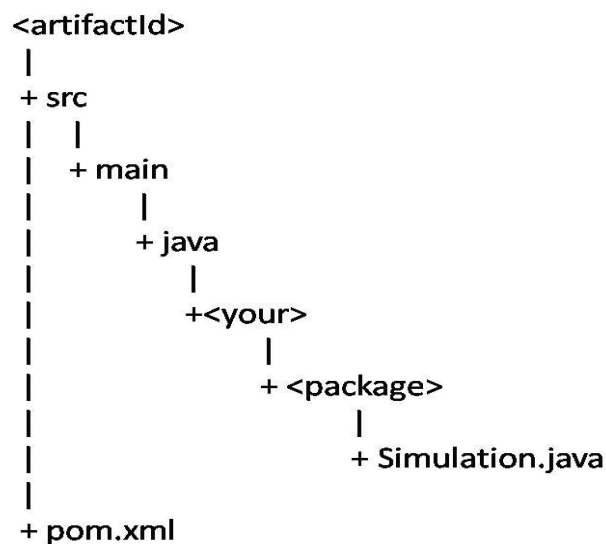 <artifactId>
|
+ src
| |
| + main
| |
| + java
| |
| +<your>
| |
| + <package>
| |
| + Simulation.java
|
+ pom.xml